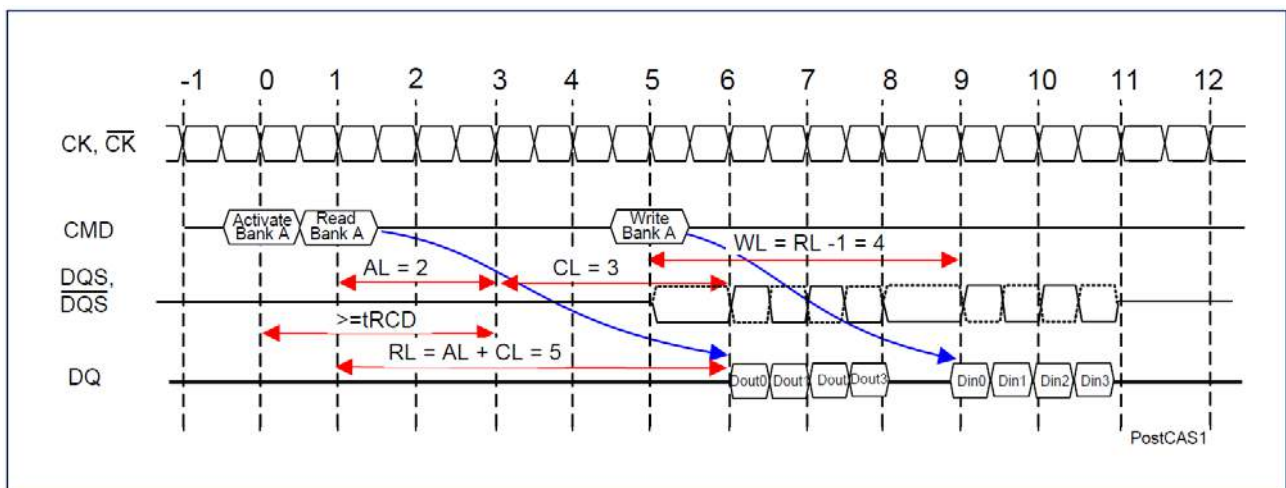 -1 0 1 2 3 4 5 6 7 8 9 10 11 12
CK, CK
CMD
Activate Bank A
Read Bank A
Write Bank A
WL = RL -1 = 4
AL = 2
CL = 3
DQS,
DQS
>=tRCD
RL = AL + CL = 5
DQ
Dout0 Dout1 Dout Dout3 Din0 Din1 Din2 Din3
PostCAS1